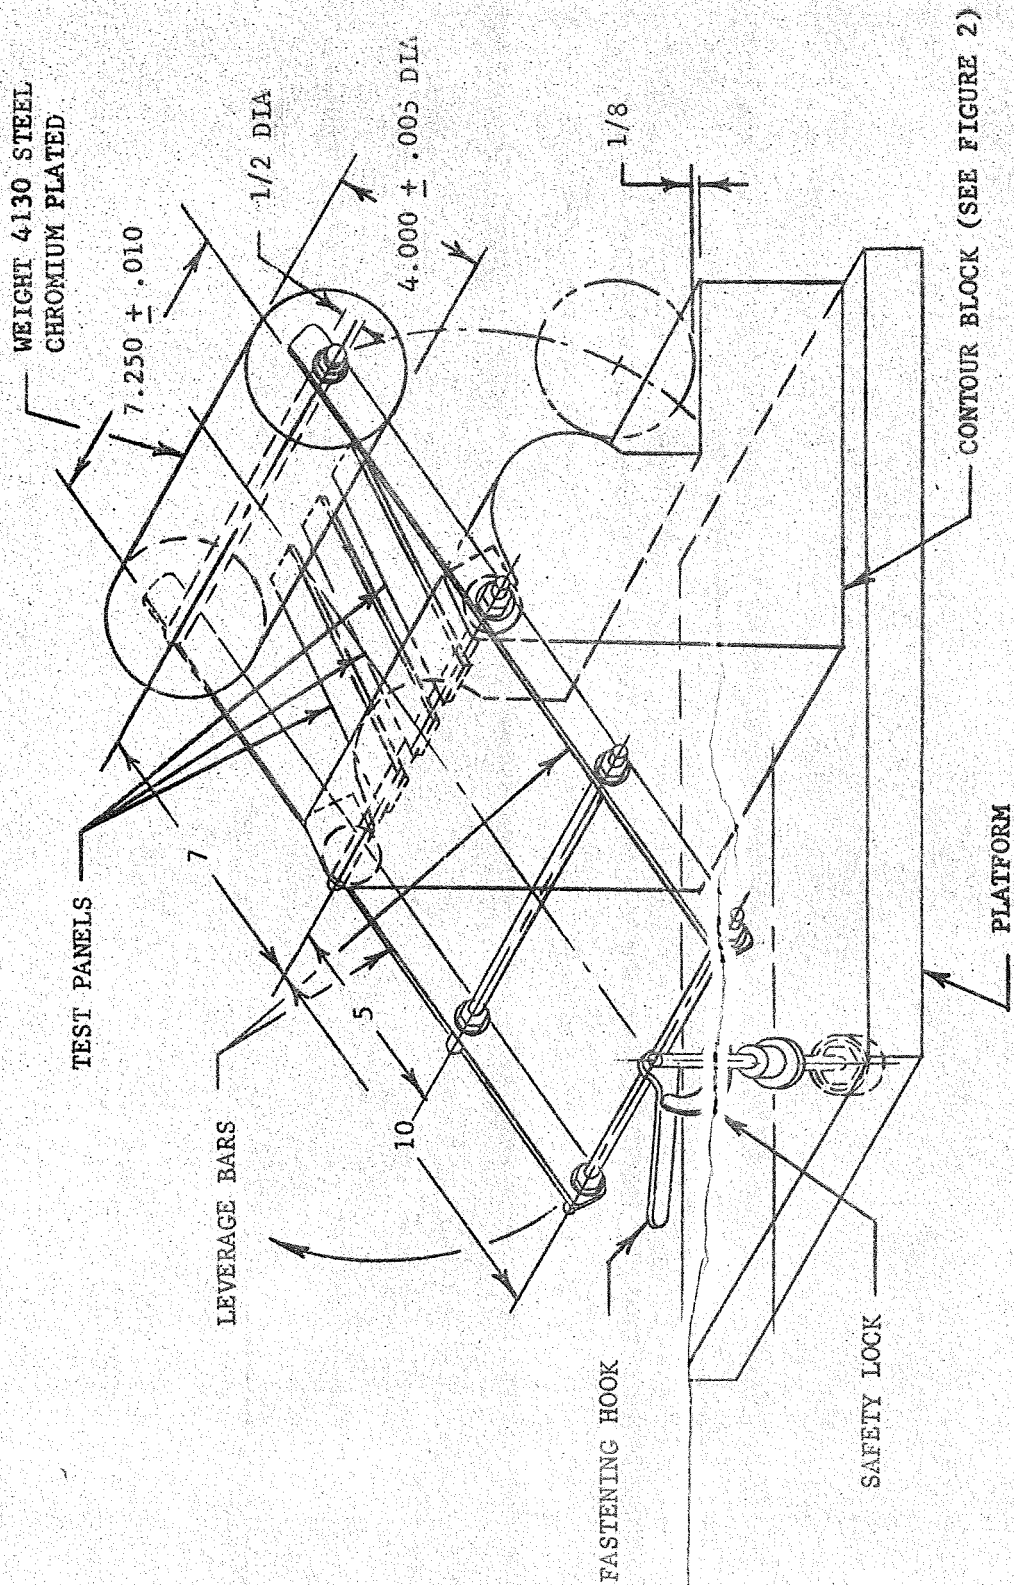 WEIGHT 4130 STEEL
CHROMIUM PLATED
7.250 ± .010
1/2 DIA
4.000 ± .005 DIA
1/8
TEST PANELS
7
LEVERAGE BARS
5
10
FASTENING HOOK
SAFETY LOCK
PLATFORM
CONTOUR BLOCK (SEE FIGURE 2)